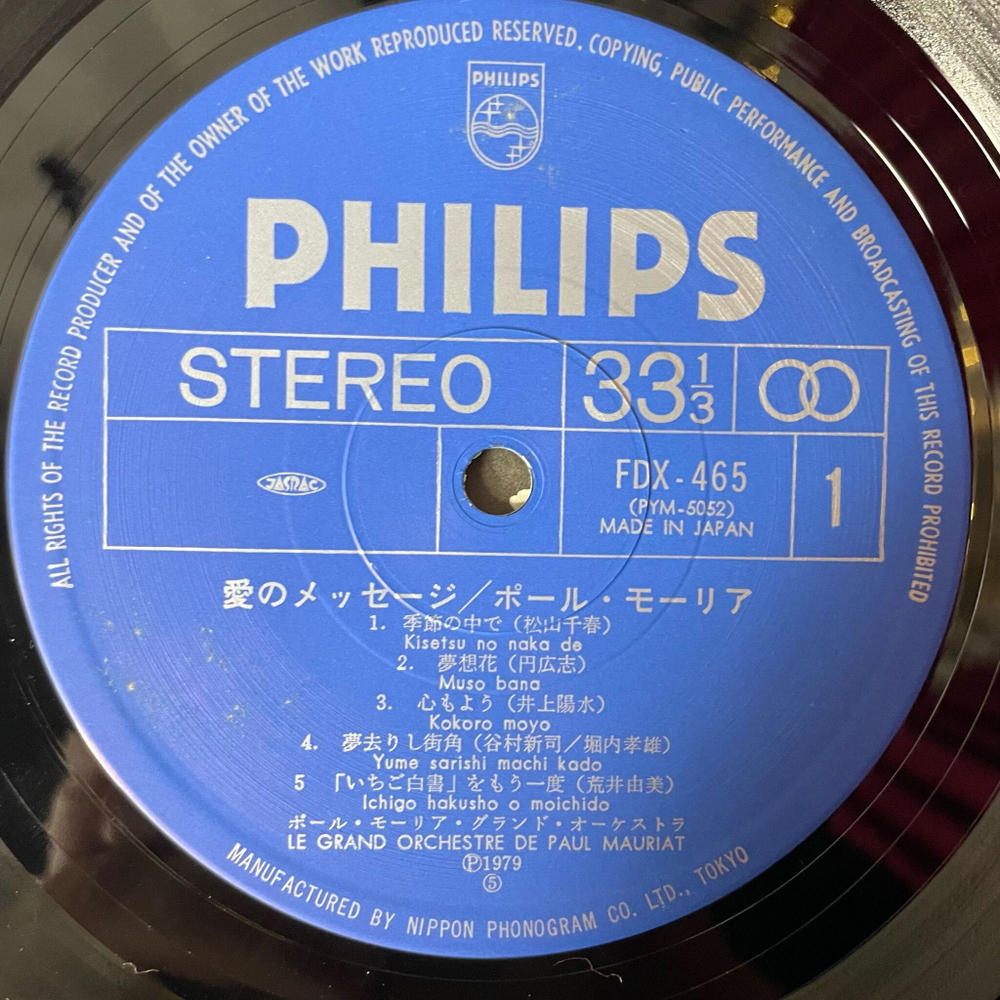 ALL RIGHTS OF THE RECORD PRODUCER AND OF THE OWNER OF THE WORK REPRODUCED RESERVED. COPYING, PUBLIC PERFORMANCE AND BROADCASTING OF THIS RECORD PROHIBITED
PHILIPS
PHILIPS
STEREO
33 1/3
JASRAC
FDX-465
(PYM-5052)
MADE IN JAPAN
1
愛のメッセージ/ポール・モーリア
1. 季節の中で(松山千春)
Kisetsu no naka de
2. 夢想花(円広志)
Muso bana
3. 心もよう(井上陽水)
Kokoro moyo
4. 夢去りし街角(谷村新司/堀内孝雄)
Yume sarishi machi kado
5 「いちご白書」をもう一度(荒井由美)
Ichigo hakusho o moichido
ポール・モーリア・グランド・オーケストラ
LE GRAND ORCHESTRE DE PAUL MAURIAT
Ⓟ1979
⑤
MANUFACTURED BY NIPPON PHONOGRAM CO. LTD., TOKYO